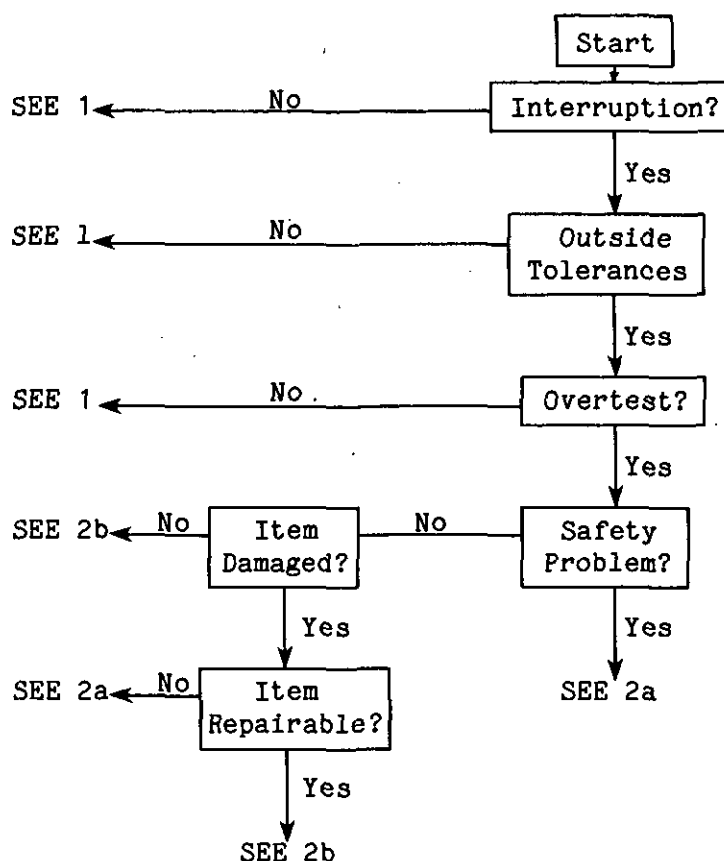 Start
SEE 1
No
Interruption?
Yes
SEE 1
No
Outside
Tolerances
Yes
SEE 1
No
Overtest?
Yes
SEE 2b
No
Item
Damaged?
No
Safety
Problem?
Yes
Yes
SEE 2a
No
Item
Repairable?
SEE 2a
Yes
SEE 2b